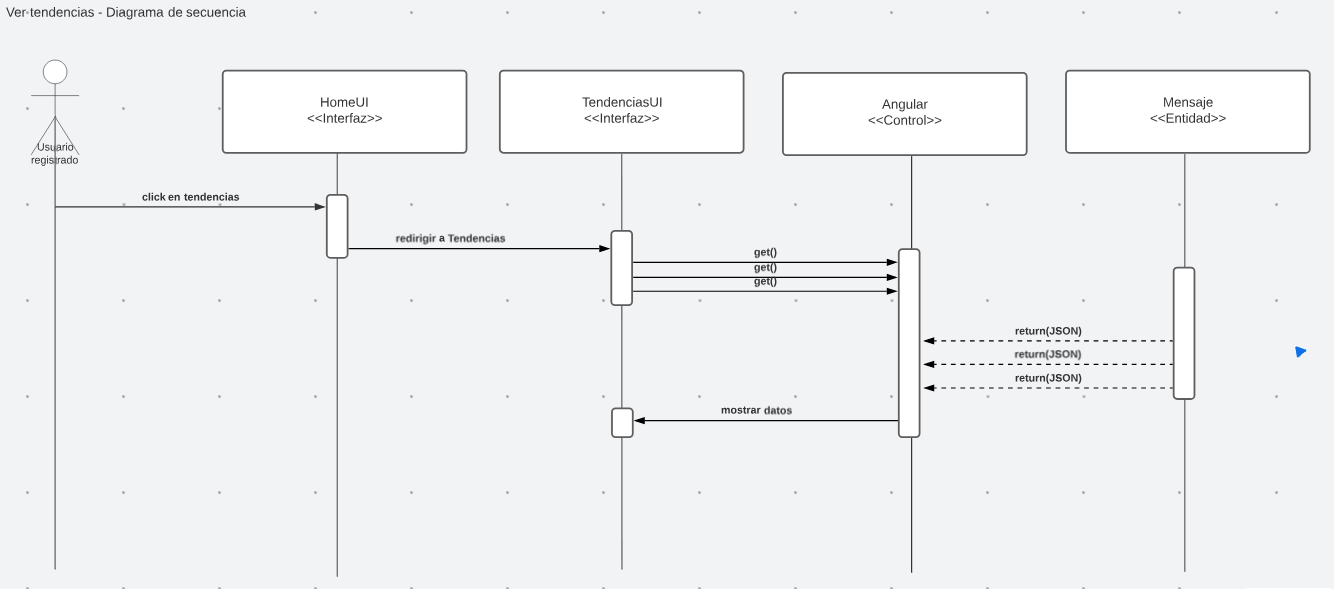 Ver tendencias - Diagrama de secuencia
HomeUI
<<Interfaz>>
TendenciasUI
<<Interfaz>>
Angular
<<Control>>
Mensaje
<<Entidad>>
Usuario
registrado
click en tendencias
redirigir a Tendencias
get()
get()
get()
return(JSON)
return(JSON)
return(JSON)
mostrar datos